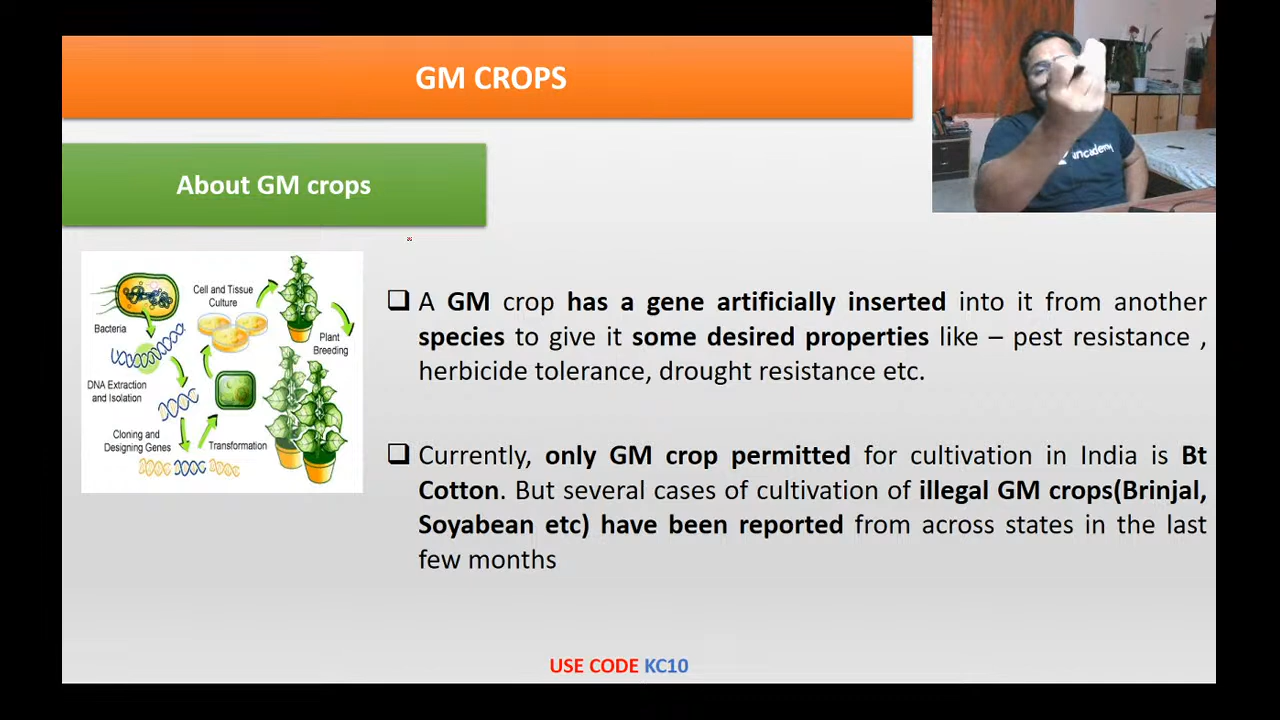 GM CROPS
About GM crops
Cell and Tissue
Culture
Bacteria
Plant
Breeding
DNA Extraction
and Isolation
Cloning and
Designing Genes
Transformation
❑ A GM crop has a gene artificially inserted into it from another
species to give it some desired properties like – pest resistance ,
herbicide tolerance, drought resistance etc.
❑ Currently, only GM crop permitted for cultivation in India is Bt
Cotton. But several cases of cultivation of illegal GM crops(Brinjal,
Soyabean etc) have been reported from across states in the last
few months
USE CODE KC10